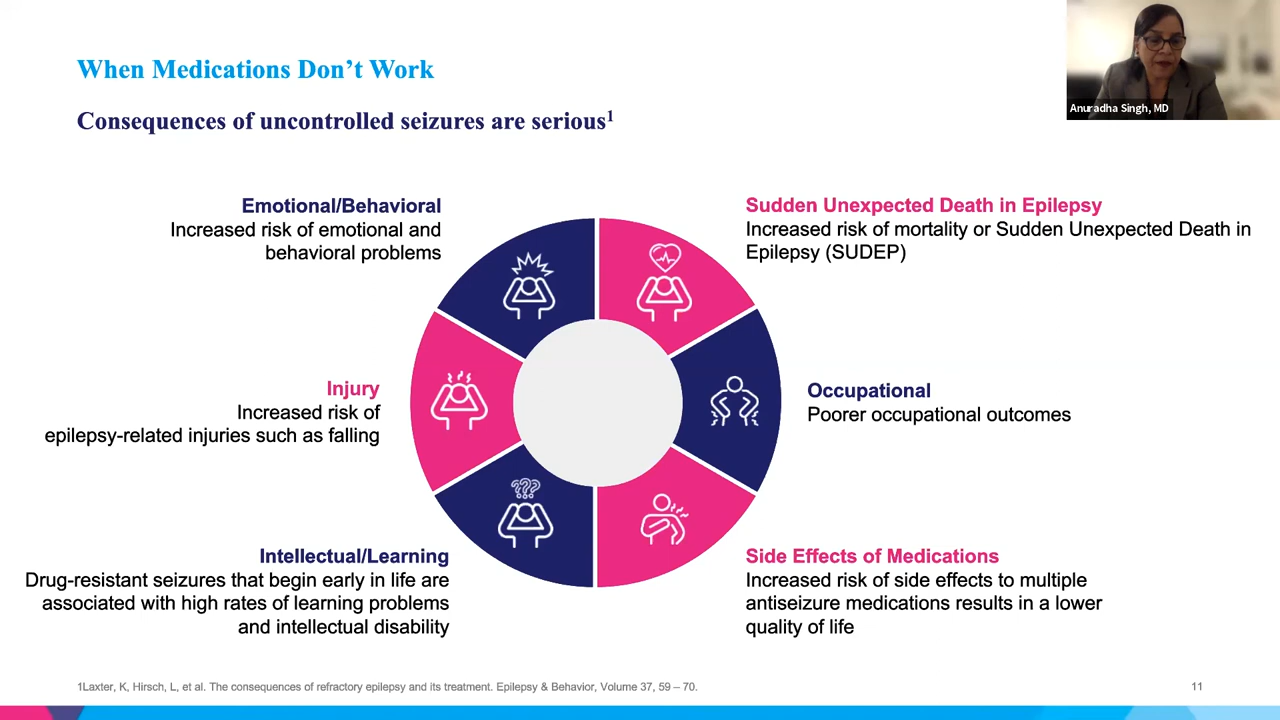 When Medications Don’t Work
Consequences of uncontrolled seizures are serious1
Anuradha Singh, MD
Emotional/Behavioral
Increased risk of emotional and
behavioral problems
Sudden Unexpected Death in Epilepsy
Increased risk of mortality or Sudden Unexpected Death in
Epilepsy (SUDEP)
Injury
Increased risk of
epilepsy-related injuries such as falling
Occupational
Poorer occupational outcomes
???
Intellectual/Learning
Drug-resistant seizures that begin early in life are
associated with high rates of learning problems
and intellectual disability
Side Effects of Medications
Increased risk of side effects to multiple
antiseizure medications results in a lower
quality of life
1Laxter, K, Hirsch, L, et al. The consequences of refractory epilepsy and its treatment. Epilepsy & Behavior, Volume 37, 59 – 70.
11